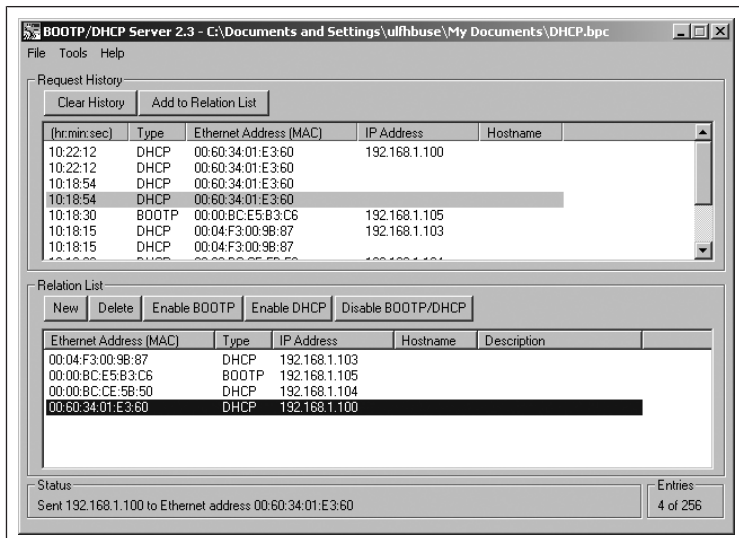 BOOTP/DHCP Server 2.3 - C:\Documents and Settings\ulfhbuse\My Documents\DHCP.bpc
File Tools Help
Request History
Clear History Add to Relation List
(hr:min:sec) Type Ethernet Address (MAC) IP Address Hostname
10:22:12 DHCP 00:60:34:01:E3:60 192.168.1.100
10:22:12 DHCP 00:60:34:01:E3:60
10:18:54 DHCP 00:60:34:01:E3:60
10:18:54 DHCP 00:60:34:01:E3:60
10:18:30 BOOTP 00:00:BC:E5:B3:C6 192.168.1.105
10:18:15 DHCP 00:04:F3:00:9B:87 192.168.1.103
10:18:15 DHCP 00:04:F3:00:9B:87
Relation List
New Delete Enable BOOTP Enable DHCP Disable BOOTP/DHCP
Ethernet Address (MAC) Type IP Address Hostname Description
00:04:F3:00:9B:87 DHCP 192.168.1.103
00:00:BC:E5:B3:C6 BOOTP 192.168.1.105
00:00:BC:CE:5B:50 DHCP 192.168.1.104
00:60:34:01:E3:60 DHCP 192.168.1.100
Status Entries
Sent 192.168.1.100 to Ethernet address 00:60:34:01:E3:60 4 of 256